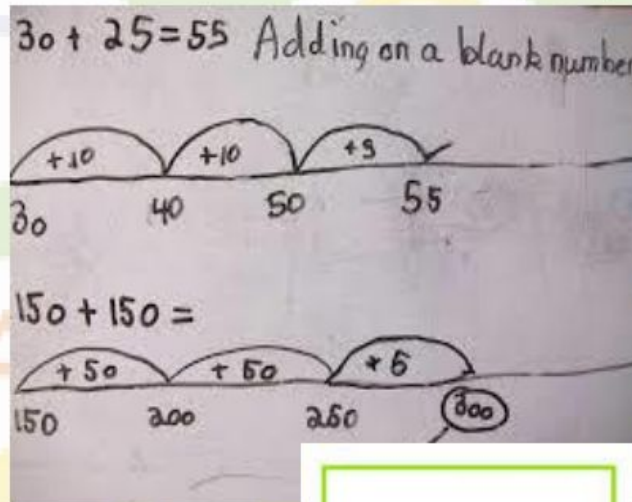 30 + 25 = 55 Adding on a blank number
+10 +10 +5
30 40 50 55
150 + 150 =
+ 50 + 50 + 5
150 200 250 300